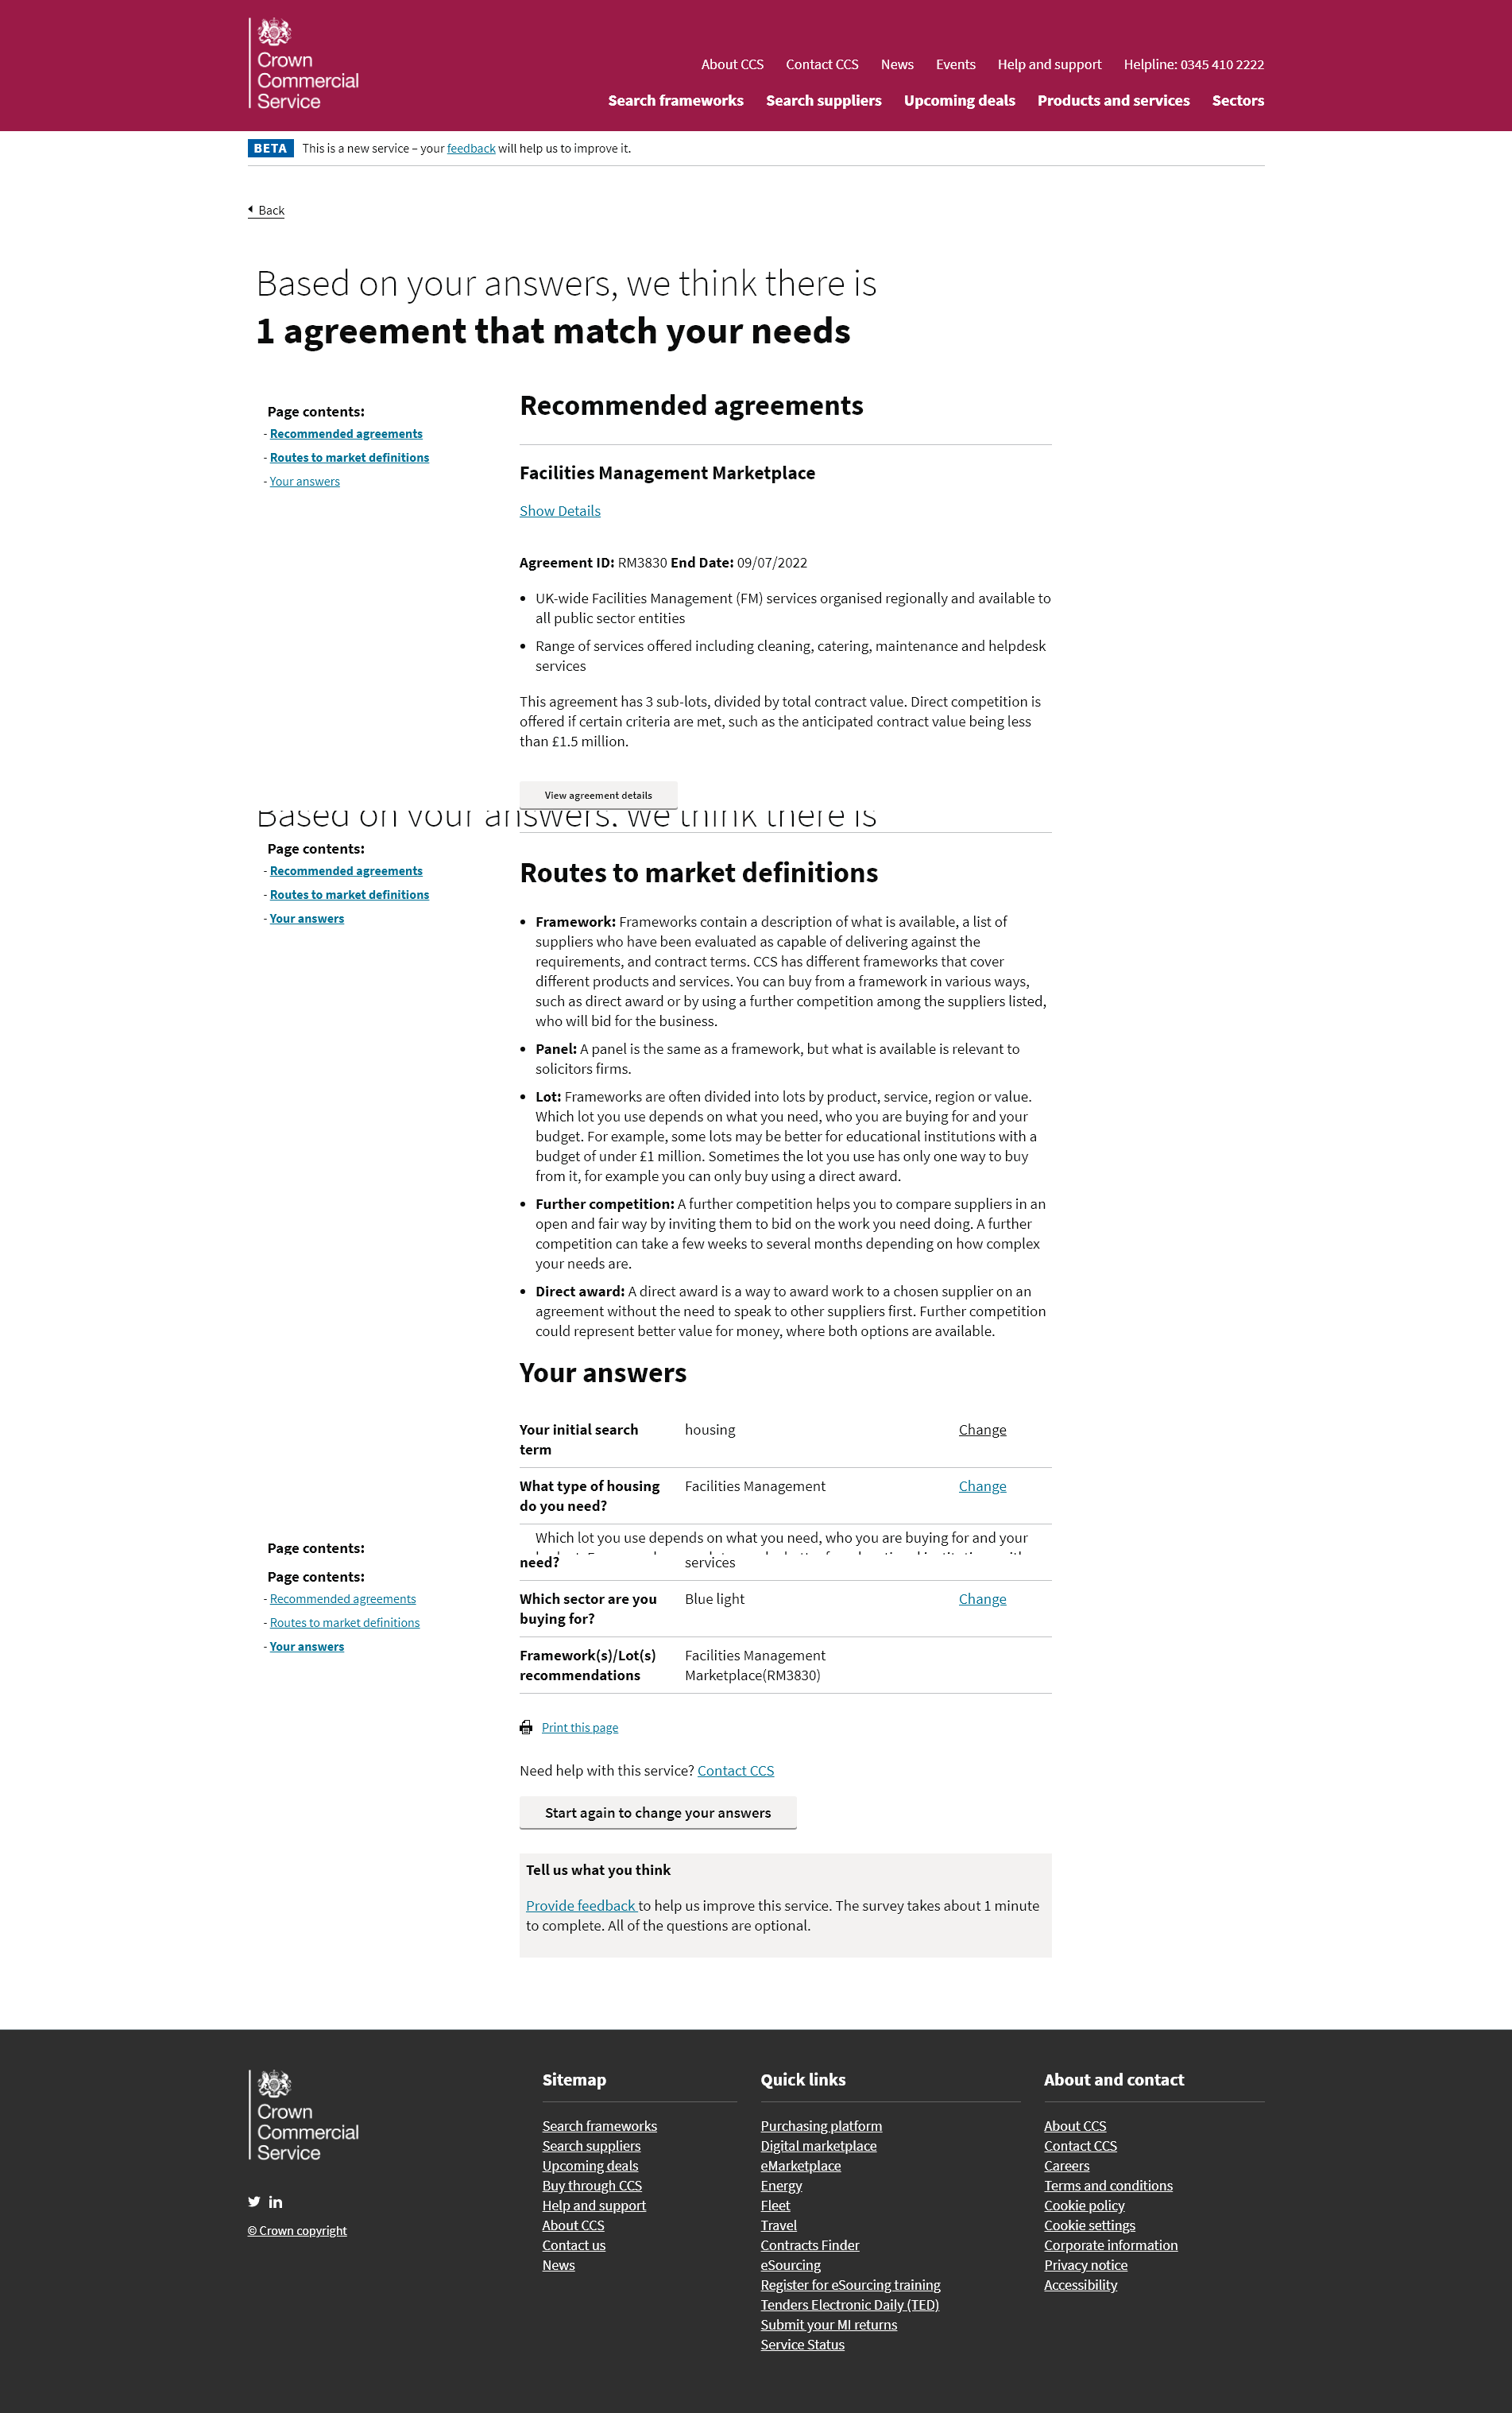 Crown
Commercial
Service
About CCS Contact CCS News Events Help and support Helpline: 0345 410 2222
Search frameworks Search suppliers Upcoming deals Products and services Sectors
BETA This is a new service – your feedback will help us to improve it.
Back
Based on your answers, we think there is
1 agreement that match your needs
Page contents:
- Recommended agreements
- Routes to market definitions
- Your answers
Recommended agreements
Facilities Management Marketplace
Show Details
Agreement ID: RM3830 End Date: 09/07/2022
• UK-wide Facilities Management (FM) services organised regionally and available to
all public sector entities
• Range of services offered including cleaning, catering, maintenance and helpdesk
services
This agreement has 3 sub-lots, divided by total contract value. Direct competition is
offered if certain criteria are met, such as the anticipated contract value being less
than £1.5 million.
View agreement details
Based on your answers, we think there is
Page contents:
- Recommended agreements
- Routes to market definitions
- Your answers
Routes to market definitions
• Framework: Frameworks contain a description of what is available, a list of
suppliers who have been evaluated as capable of delivering against the
requirements, and contract terms. CCS has different frameworks that cover
different products and services. You can buy from a framework in various ways,
such as direct award or by using a further competition among the suppliers listed,
who will bid for the business.
• Panel: A panel is the same as a framework, but what is available is relevant to
solicitors firms.
• Lot: Frameworks are often divided into lots by product, service, region or value.
Which lot you use depends on what you need, who you are buying for and your
budget. For example, some lots may be better for educational institutions with a
budget of under £1 million. Sometimes the lot you use has only one way to buy
from it, for example you can only buy using a direct award.
• Further competition: A further competition helps you to compare suppliers in an
open and fair way by inviting them to bid on the work you need doing. A further
competition can take a few weeks to several months depending on how complex
your needs are.
• Direct award: A direct award is a way to award work to a chosen supplier on an
agreement without the need to speak to other suppliers first. Further competition
could represent better value for money, where both options are available.
Your answers
Your initial search housing Change
term
What type of housing Facilities Management Change
do you need?
Which lot you use depends on what you need, who you are buying for and your
Page contents:
need? services
Page contents:
- Recommended agreements
- Routes to market definitions
- Your answers
Which sector are you Blue light Change
buying for?
Framework(s)/Lot(s) Facilities Management
recommendations Marketplace(RM3830)
Print this page
Need help with this service? Contact CCS
Start again to change your answers
Tell us what you think
Provide feedback to help us improve this service. The survey takes about 1 minute
to complete. All of the questions are optional.
Crown
Commercial
Service
© Crown copyright
Sitemap
Search frameworks
Search suppliers
Upcoming deals
Buy through CCS
Help and support
About CCS
Contact us
News
Quick links
Purchasing platform
Digital marketplace
eMarketplace
Energy
Fleet
Travel
Contracts Finder
eSourcing
Register for eSourcing training
Tenders Electronic Daily (TED)
Submit your MI returns
Service Status
About and contact
About CCS
Contact CCS
Careers
Terms and conditions
Cookie policy
Cookie settings
Corporate information
Privacy notice
Accessibility